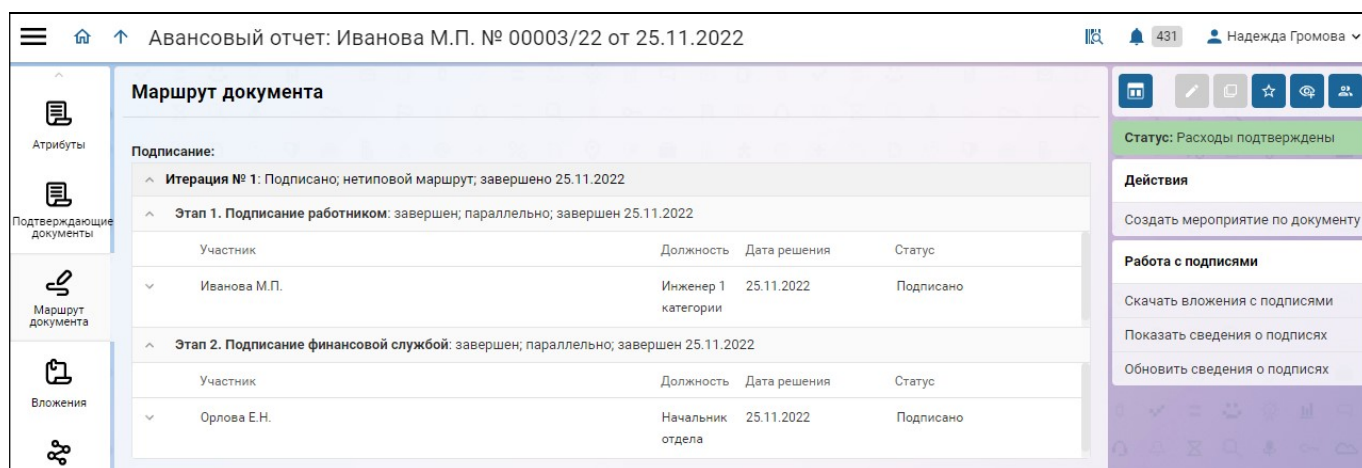 Авансовый отчет: Иванова М.П. № 00003/22 от 25.11.2022
431
Надежда Громова
Атрибуты
Подтверждающие
документы
Маршрут
документа
Вложения
Маршрут документа
Подписание:
Итерация № 1: Подписано; нетиповой маршрут; завершено 25.11.2022
Этап 1. Подписание работником: завершен; параллельно; завершен 25.11.2022
Участник Должность Дата решения Статус
Иванова М.П. Инженер 1 25.11.2022 Подписано
категории
Этап 2. Подписание финансовой службой: завершен; параллельно; завершен 25.11.2022
Участник Должность Дата решения Статус
Орлова Е.Н. Начальник 25.11.2022 Подписано
отдела
Статус: Расходы подтверждены
Действия
Создать мероприятие по документу
Работа с подписями
Скачать вложения с подписями
Показать сведения о подписях
Обновить сведения о подписях